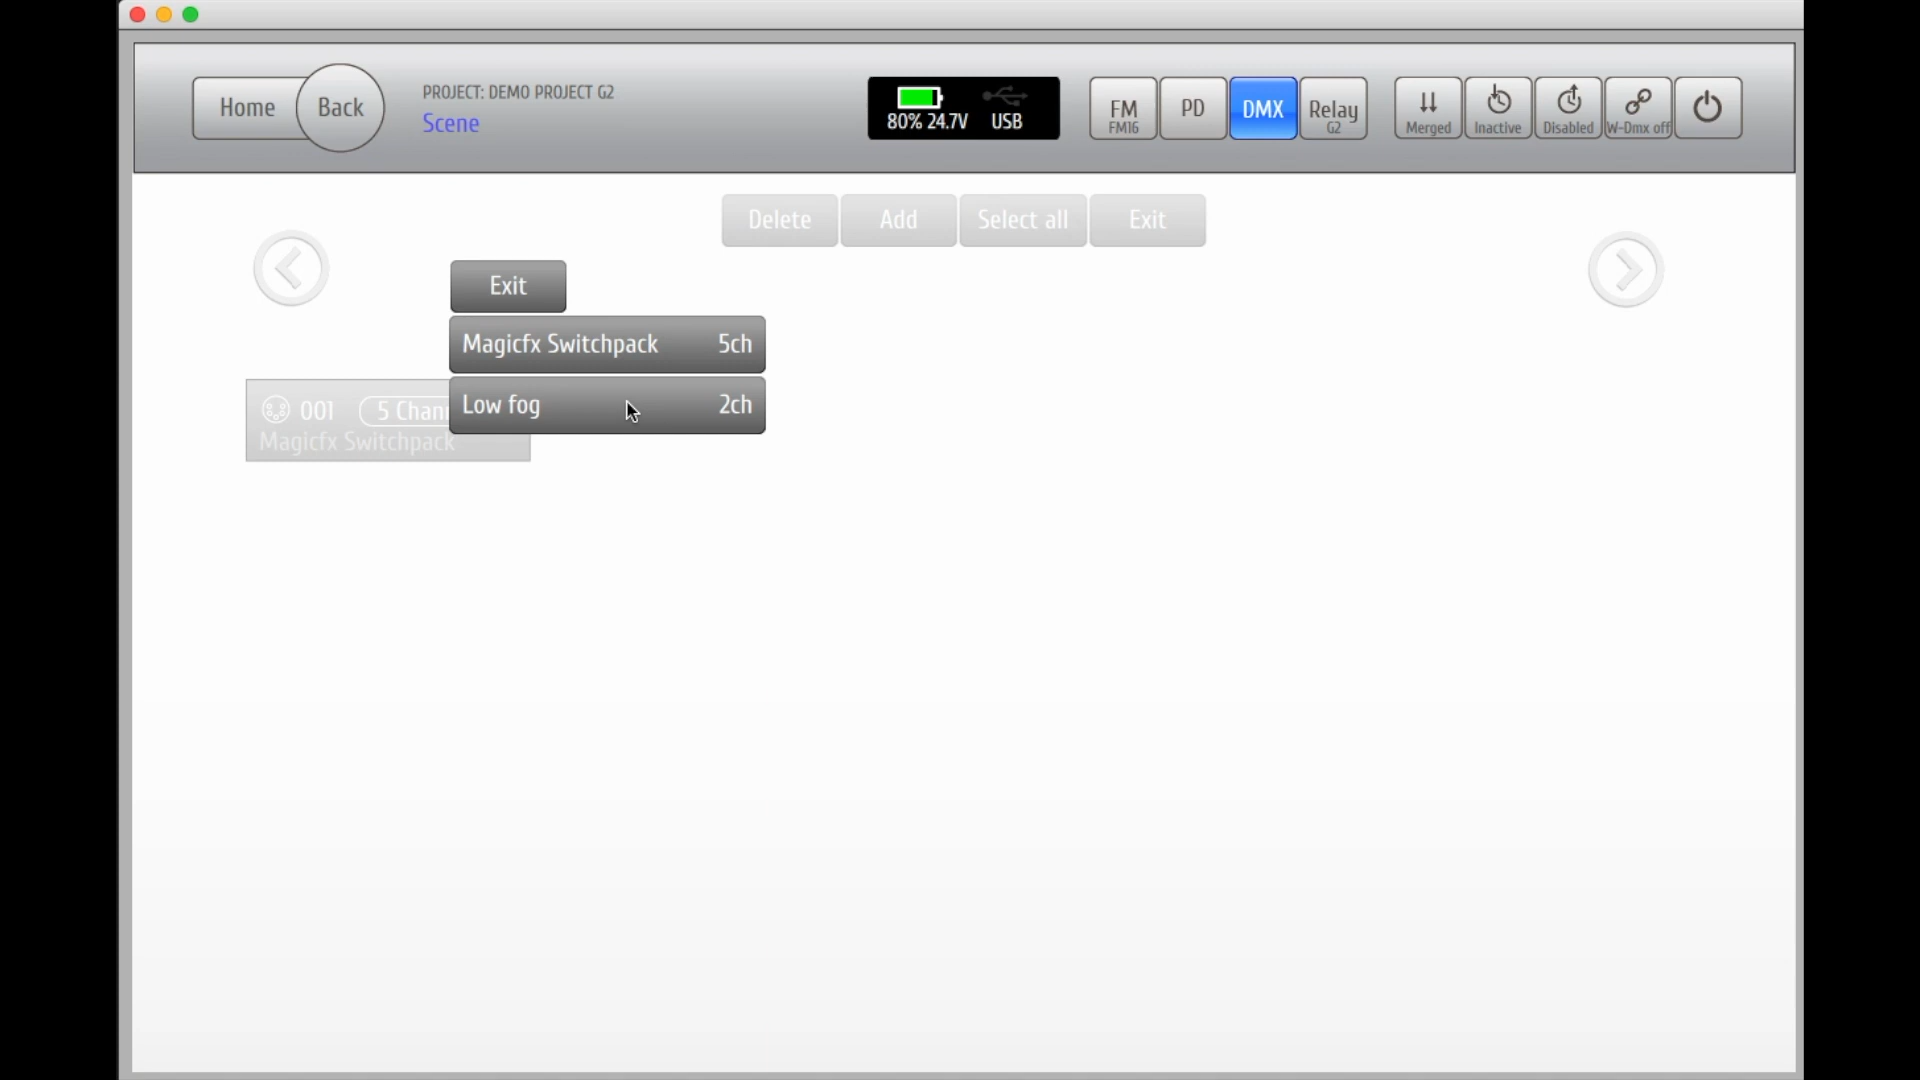 Home
Back
PROJECT: DEMO PROJECT G2
Scene
80% 24.7V
USB
FM
FM16
PD
DMX
Relay
G2
Merged
Inactive
Disabled
W-Dmx off
Delete
Add
Select all
Exit
Exit
Magicfx Switchpack 5ch
Low fog 2ch
001
5 Chann
Magicfx Switchpack